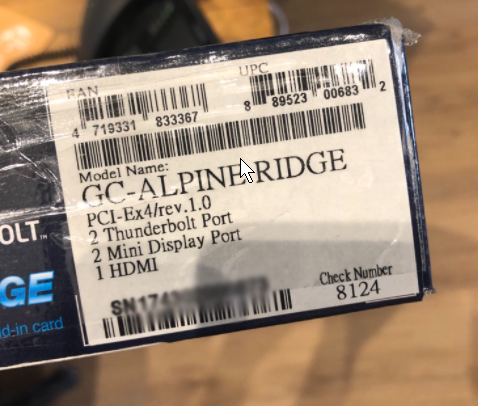 EAN
UPC
4 719331 833367
8 89523 00683 2
Model Name:
GC-ALPINE RIDGE
PCI-Ex4/rev.1.0
2 Thunderbolt Port
2 Mini Display Port
1 HDMI
Check Number
8124
OLT™
GE
d-in card